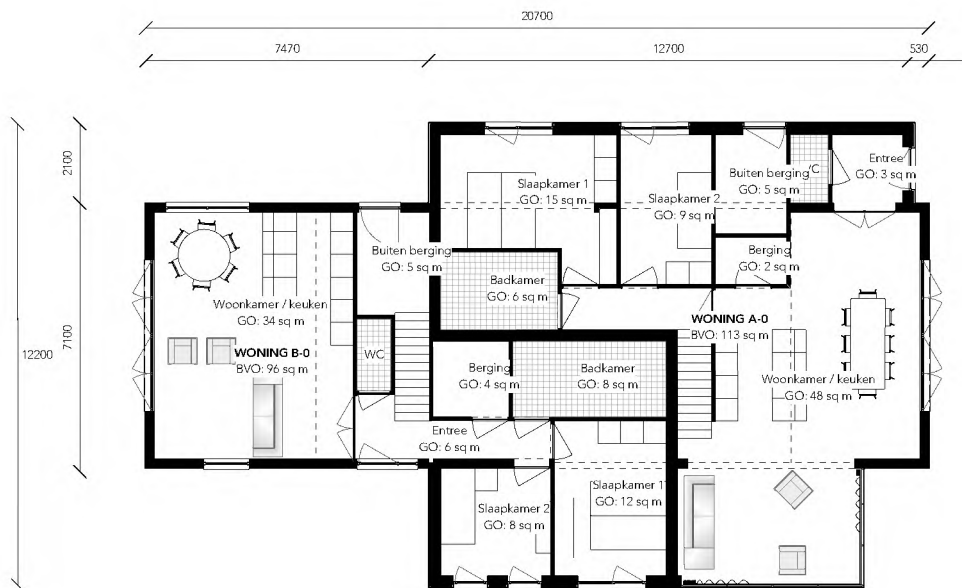 20700
7470
12700
530
2100
7100
12200
Slaapkamer 1
GO: 15 sq m
Slaapkamer 2
GO: 9 sq m
Buiten berging
GO: 5 sq m
Entree
GO: 3 sq m
Buiten berging
GO: 5 sq m
Berging
GO: 2 sq m
Badkamer
GO: 6 sq m
Woonkamer / keuken
GO: 34 sq m
WONING A-0
BVO: 113 sq m
WONING B-0
BVO: 96 sq m
WC
Berging
GO: 4 sq m
Badkamer
GO: 8 sq m
Woonkamer / keuken
GO: 48 sq m
Entree
GO: 6 sq m
Slaapkamer 1
GO: 12 sq m
Slaapkamer 2
GO: 8 sq m